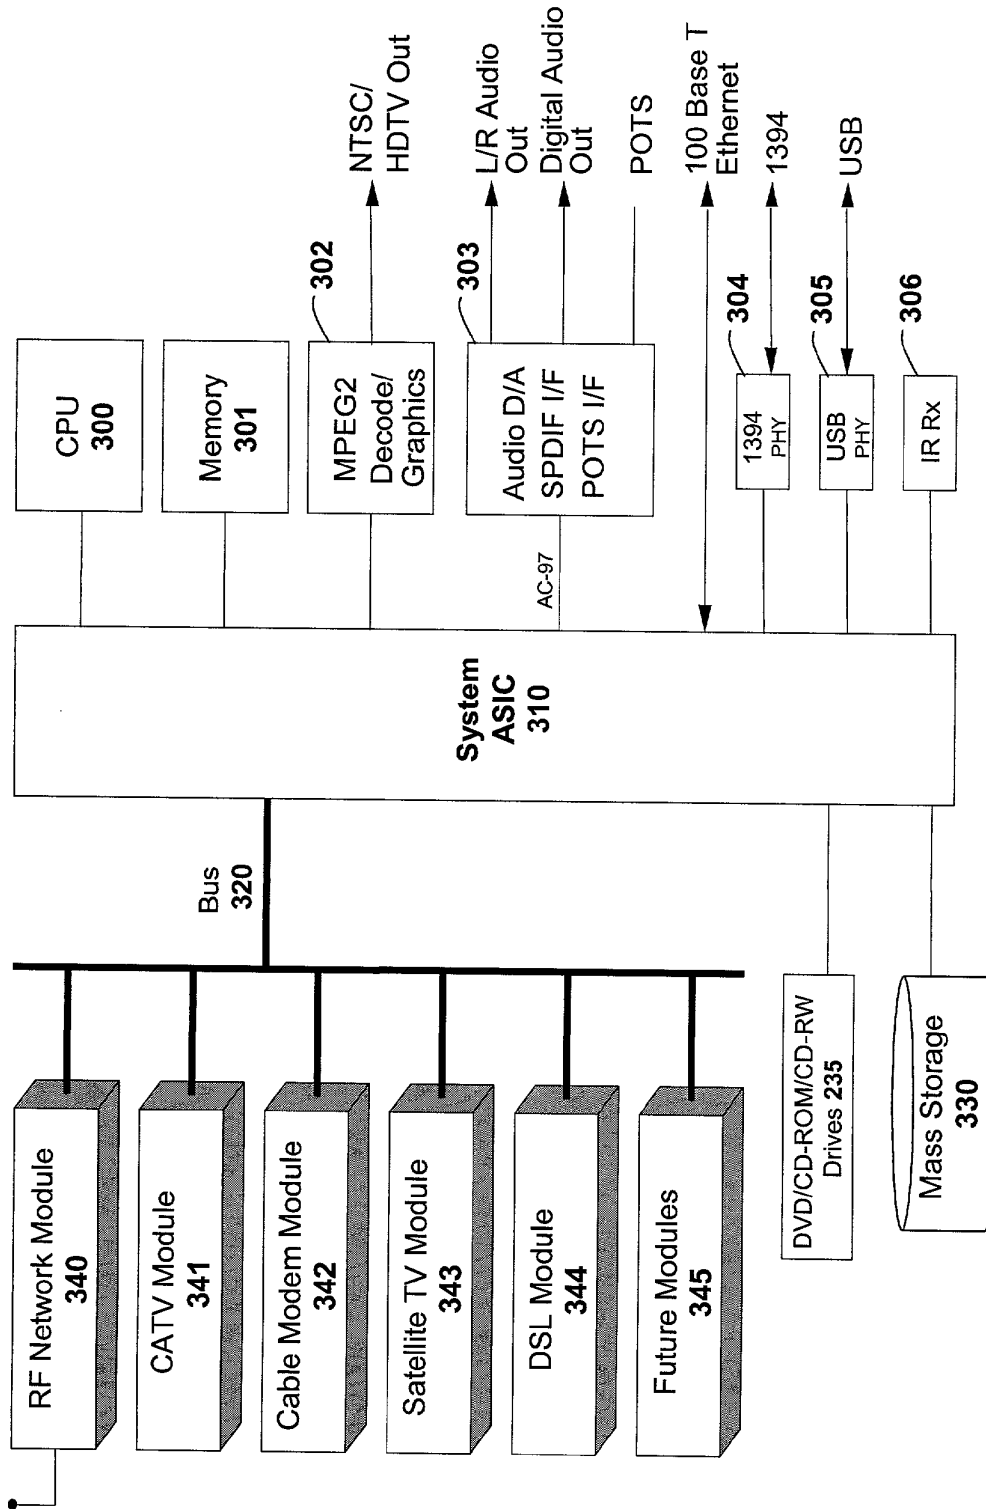 RF Network Module
340
CATV Module
341
Cable Modem Module
342
Satellite TV Module
343
DSL Module
344
Future Modules
345
DVD/CD-ROM/CD-RW
Drives 235
Mass Storage
330
Bus
320
System
ASIC
310
AC-97
CPU
300
Memory
301
MPEG2
Decode/
Graphics
302
Audio D/A
SPDIF I/F
POTS I/F
303
1394
PHY
304
USB
PHY
305
IR Rx
306
NTSC/
HDTV Out
L/R Audio
Out
Digital Audio
Out
POTS
100 Base T
Ethernet
1394
USB